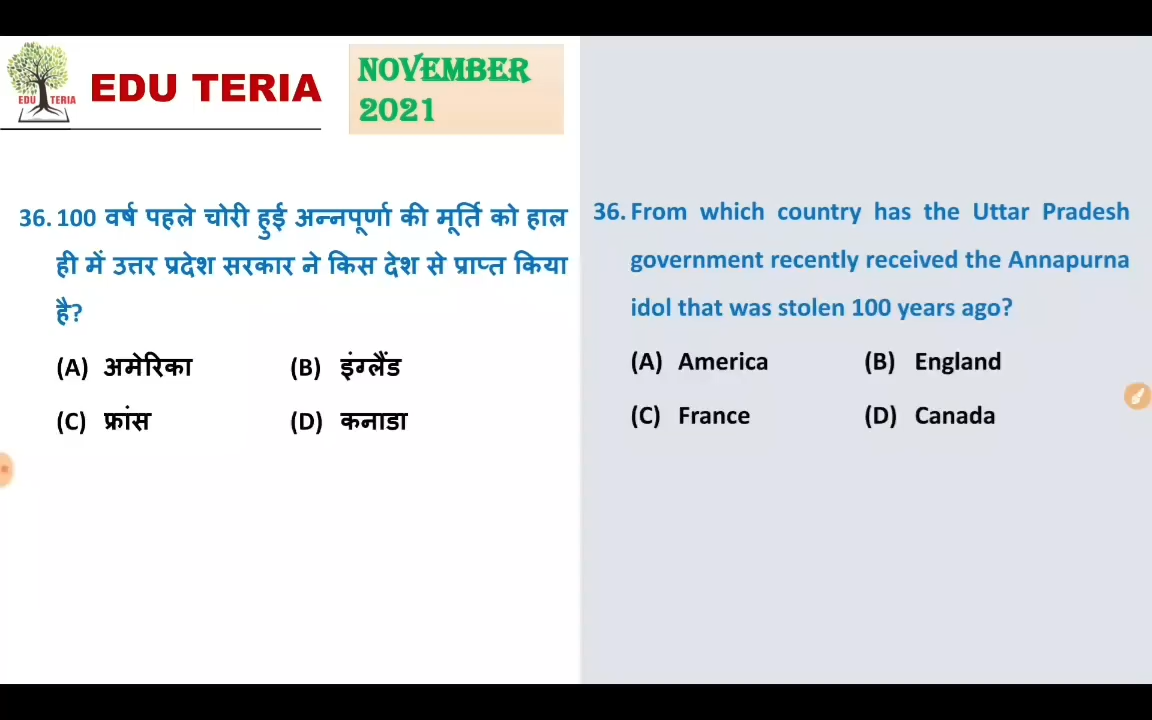 EDU TERIA
EDU TERIA
NOVEMBER
2021
36. 100 वर्ष पहले चोरी हुई अन्नपूर्णा की मूर्ति को हाल
ही में उत्तर प्रदेश सरकार ने किस देश से प्राप्त किया
है?
(A) अमेरिका (B) इंग्लैंड
(C) फ्रांस (D) कनाडा
36. From which country has the Uttar Pradesh
government recently received the Annapurna
idol that was stolen 100 years ago?
(A) America (B) England
(C) France (D) Canada